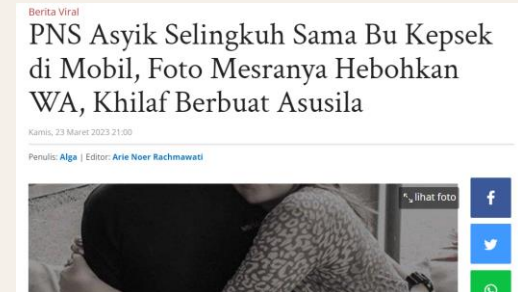 Berita Viral
PNS Asyik Selingkuh Sama Bu Kepsek
di Mobil, Foto Mesranya Hebohkan
WA, Khilaf Berbuat Asusila
Kamis, 23 Maret 2023 21:00
Penulis: Alga | Editor: Arie Noer Rachmawati
lihat foto